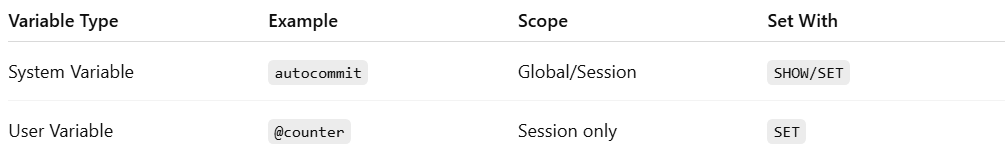 Variable Type Example Scope Set With
System Variable autocommit Global/Session SHOW/SET
User Variable @counter Session only SET